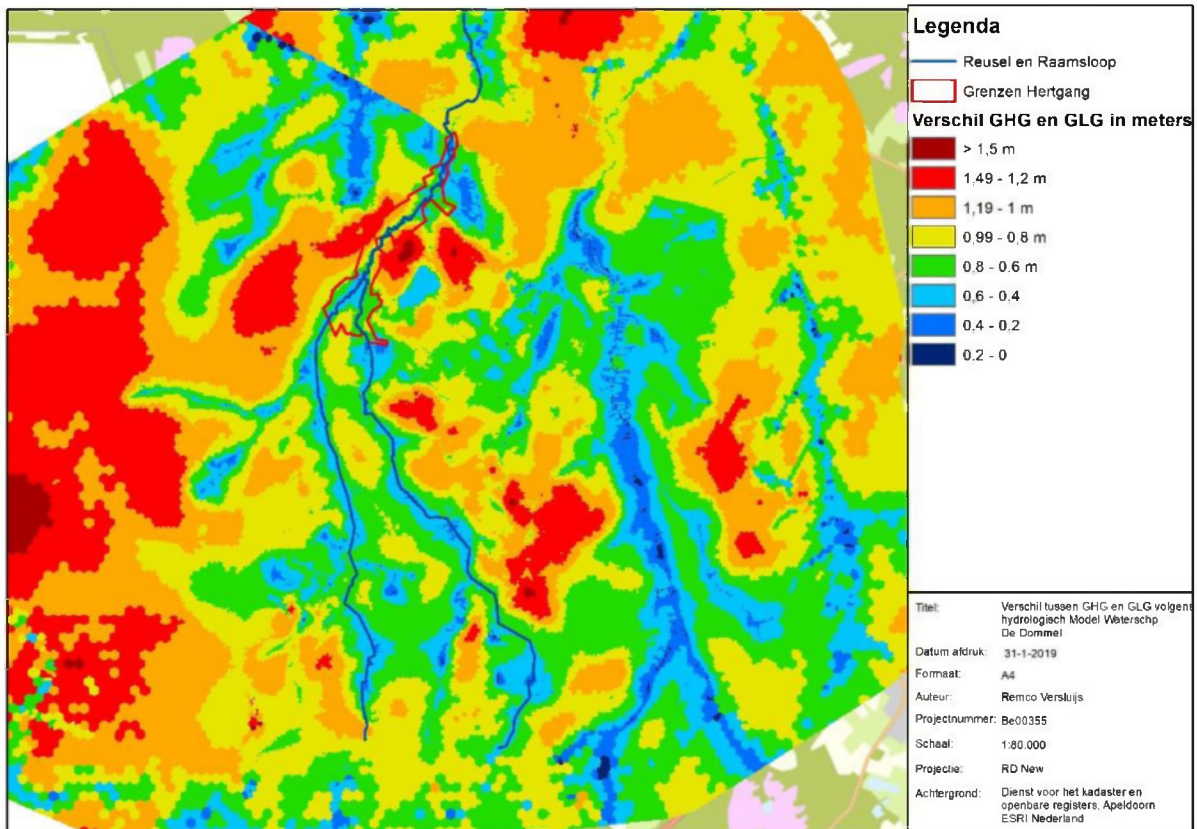 Legenda
Reusel en Raamsloop
Grenzen Hertgang
Verschil GHG en GLG in meters
> 1,5 m
1,49 - 1,2 m
1,19 - 1 m
0,99 - 0,8 m
0,8 - 0,6 m
0,6 - 0,4
0,4 - 0,2
0,2 - 0
Titel: Verschil tussen GHG en GLG volgens
hydrologisch Model Waterschp
De Dommel
Datum afdruk: 31-1-2019
Formaat: A4
Auteur: Remco Versluijs
Projectnummer: Be00355
Schaal: 1:80.000
Projectie: RD New
Achtergrond: Dienst voor het kadaster en
openbare registers, Apeldoorn
ESRI Nederland